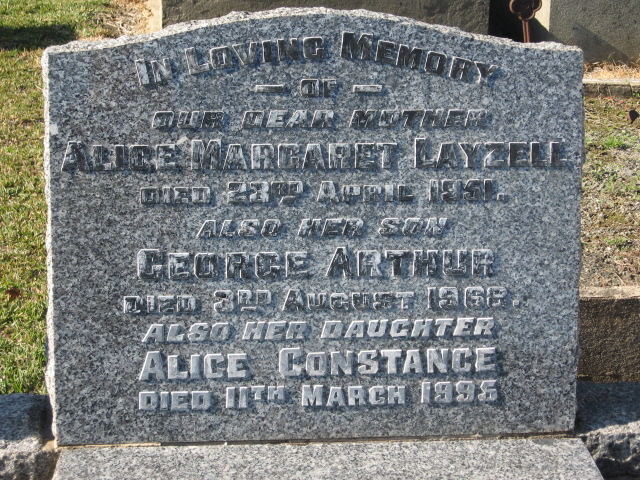 IN LOVING MEMORY
— OF —
OUR DEAR MOTHER
ALICE MARGARET LAYZELL
DIED 23RD APRIL 1951.
ALSO HER SON
GEORGE ARTHUR
DIED 3RD AUGUST 1966.
ALSO HER DAUGHTER
ALICE CONSTANCE
DIED 11TH MARCH 1995